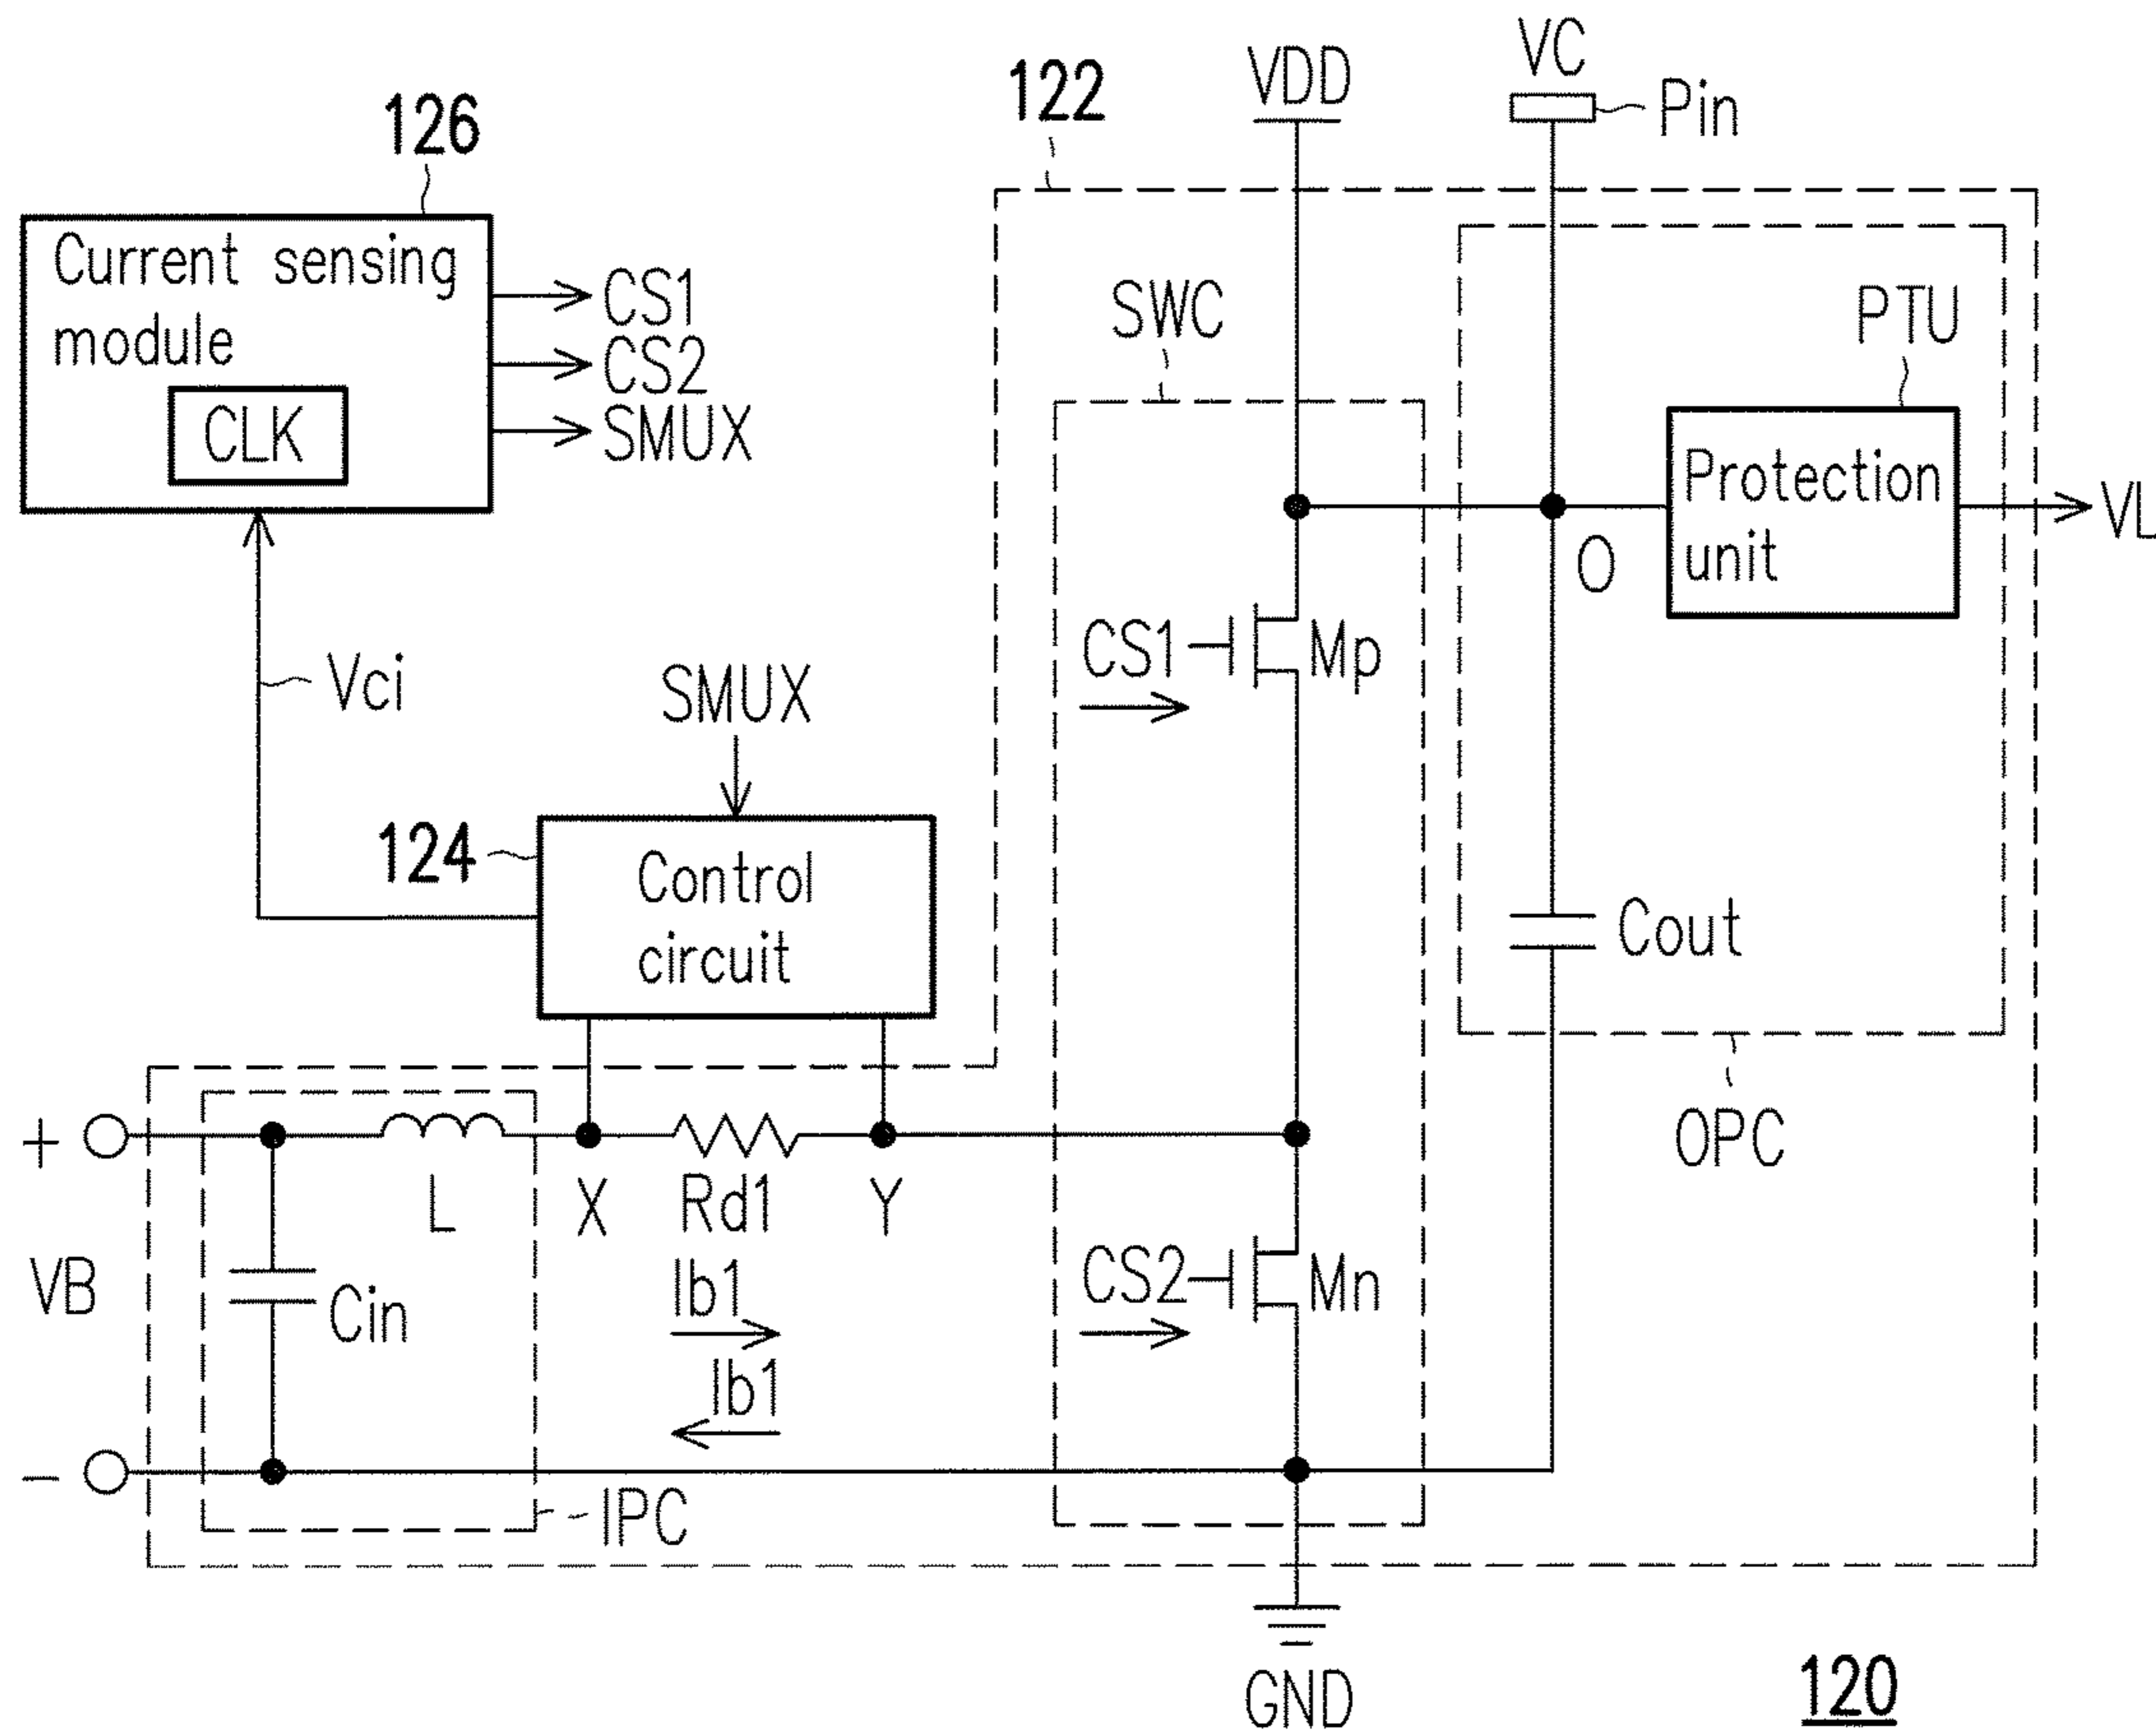 VC
VDD
Pin
122
126
Current sensing
module
CLK
CS1
CS2
SMUX
SWC
PTU
Protection
unit
VL
O
CS1
Mp
Vci
SMUX
124
Control
circuit
Cout
OPC
+
L
X
Rd1
Y
VB
Cin
Ib1
Ib1
CS2
Mn
–
IPC
GND
120